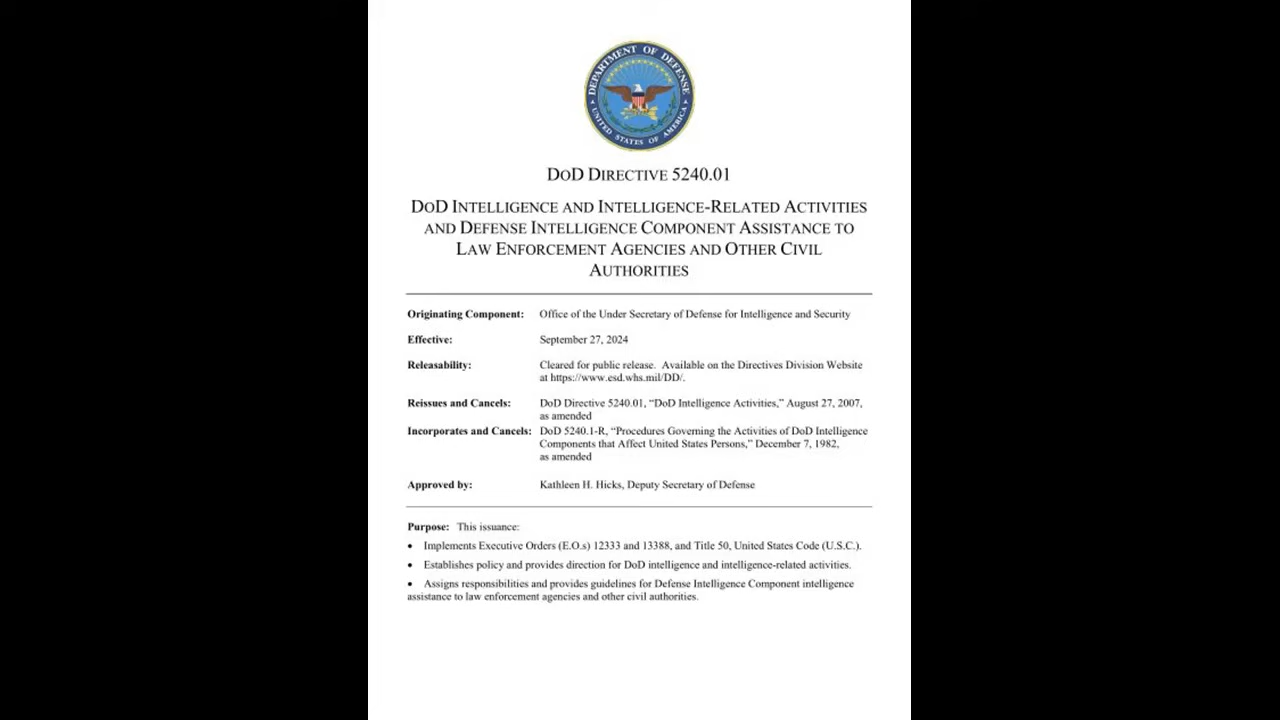 DEPARTMENT OF DEFENSE
UNITED STATES OF AMERICA
DOD DIRECTIVE 5240.01
DOD INTELLIGENCE AND INTELLIGENCE-RELATED ACTIVITIES
AND DEFENSE INTELLIGENCE COMPONENT ASSISTANCE TO
LAW ENFORCEMENT AGENCIES AND OTHER CIVIL
AUTHORITIES
Originating Component: Office of the Under Secretary of Defense for Intelligence and Security
Effective: September 27, 2024
Releasability: Cleared for public release. Available on the Directives Division Website
at https://www.esd.whs.mil/DD/.
Reissues and Cancels: DoD Directive 5240.01, “DoD Intelligence Activities,” August 27, 2007,
as amended
Incorporates and Cancels: DoD 5240.1-R, “Procedures Governing the Activities of DoD Intelligence
Components that Affect United States Persons,” December 7, 1982,
as amended
Approved by: Kathleen H. Hicks, Deputy Secretary of Defense
Purpose: This issuance:
• Implements Executive Orders (E.O.s) 12333 and 13388, and Title 50, United States Code (U.S.C.).
• Establishes policy and provides direction for DoD intelligence and intelligence-related activities.
• Assigns responsibilities and provides guidelines for Defense Intelligence Component intelligence
assistance to law enforcement agencies and other civil authorities.